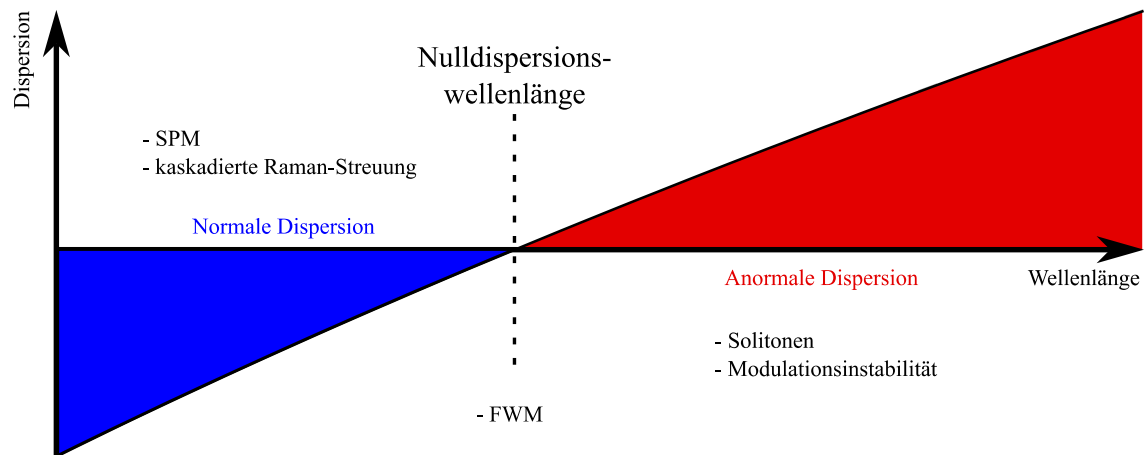 Dispersion
Nulldispersions-
wellenlänge
- SPM
- kaskadierte Raman-Streuung
Normale Dispersion
Anormale Dispersion
Wellenlänge
- Solitonen
- Modulationsinstabilität
- FWM